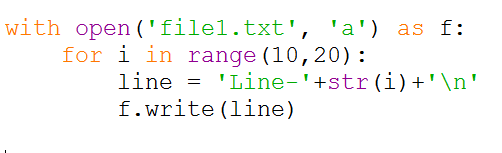 with open('file1.txt', 'a') as f:
    for i in range(10,20):
        line = 'Line-'+str(i)+'\n'
        f.write(line)